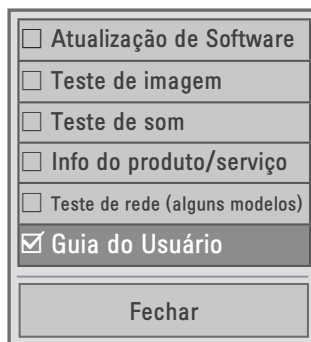 Atualização de Software
Teste de imagem
Teste de som
Info do produto/serviço
Teste de rede (alguns modelos)
Guia do Usuário
Fechar